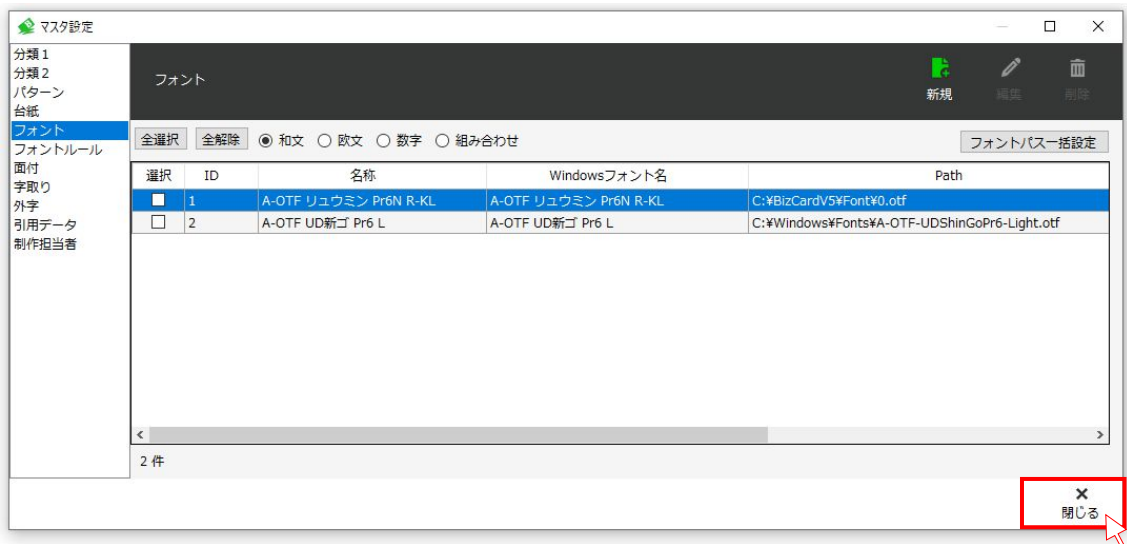 マスタ設定
分類1
分類2
パターン
台紙
フォント
フォントルール
面付
字取り
外字
引用データ
制作担当者
フォント
新規 編集 削除
全選択 全解除 和文 欧文 数字 組み合わせ フォントパス一括設定
選択 ID 名称 Windowsフォント名 Path
1 A-OTF リュウミン Pr6N R-KL A-OTF リュウミン Pr6N R-KL C:¥BizCardV5¥Font¥0.otf
2 A-OTF UD新ゴ Pr6 L A-OTF UD新ゴ Pr6 L C:¥Windows¥Fonts¥A-OTF-UDShinGoPr6-Light.otf
2 件
閉じる